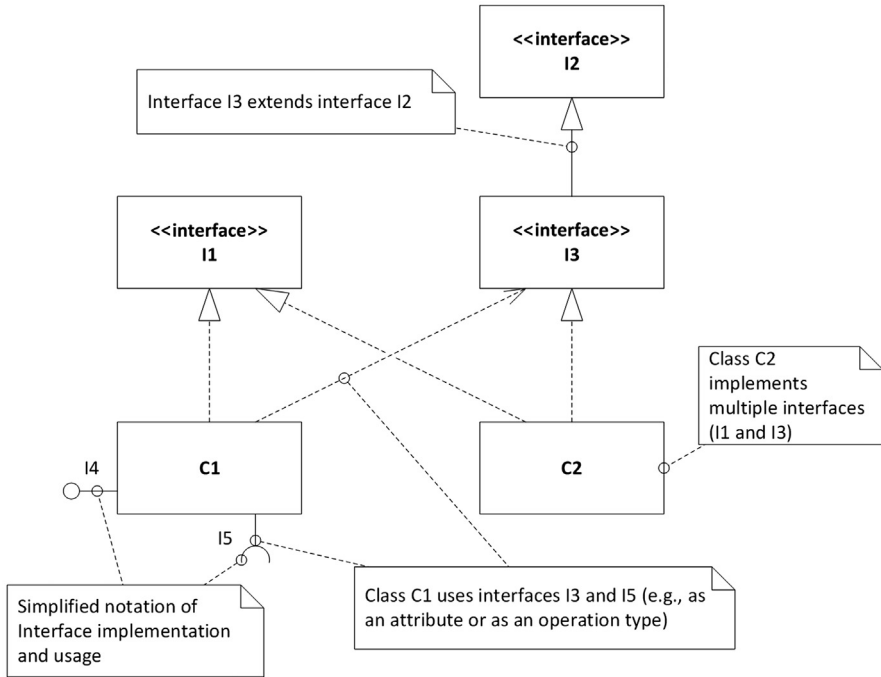 <<interface>>
I2
Interface I3 extends interface I2
<<interface>>
I1
<<interface>>
I3
Class C2
implements
multiple interfaces
(I1 and I3)
C1
C2
I4
I5
Simplified notation of
Interface implementation
and usage
Class C1 uses interfaces I3 and I5 (e.g., as
an attribute or as an operation type)